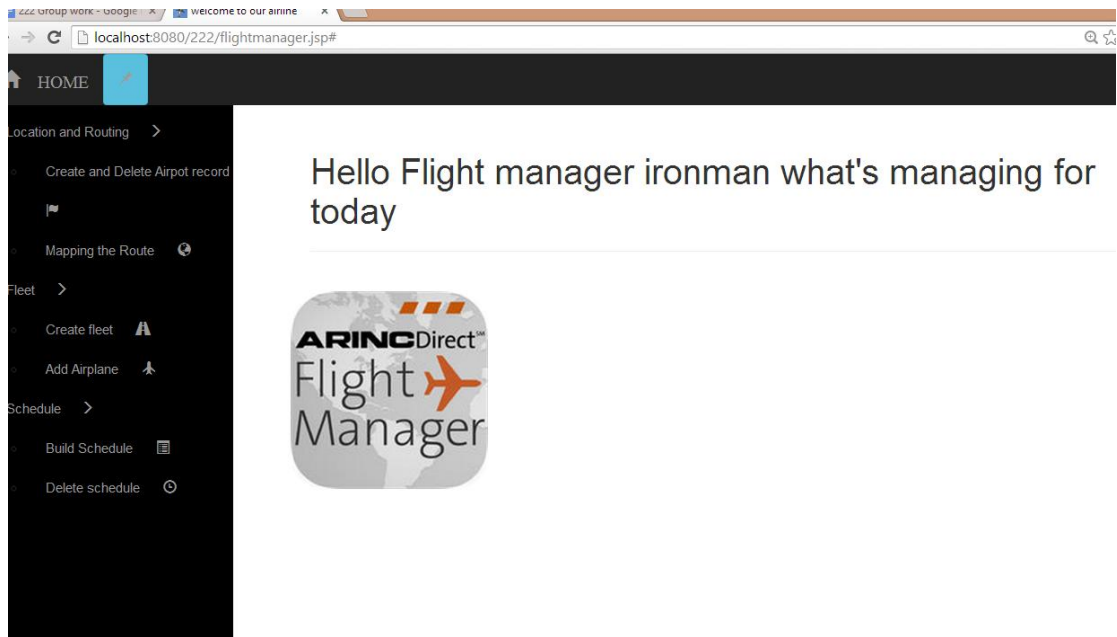 222 Group work - Google
welcome to our airline
localhost:8080/222/flightmanager.jsp#
HOME
Location and Routing
Create and Delete Airpot record
Mapping the Route
Fleet
Create fleet
Add Airplane
Schedule
Build Schedule
Delete schedule
Hello Flight manager ironman what's managing for
today
ARINCDirect℠
Flight
Manager